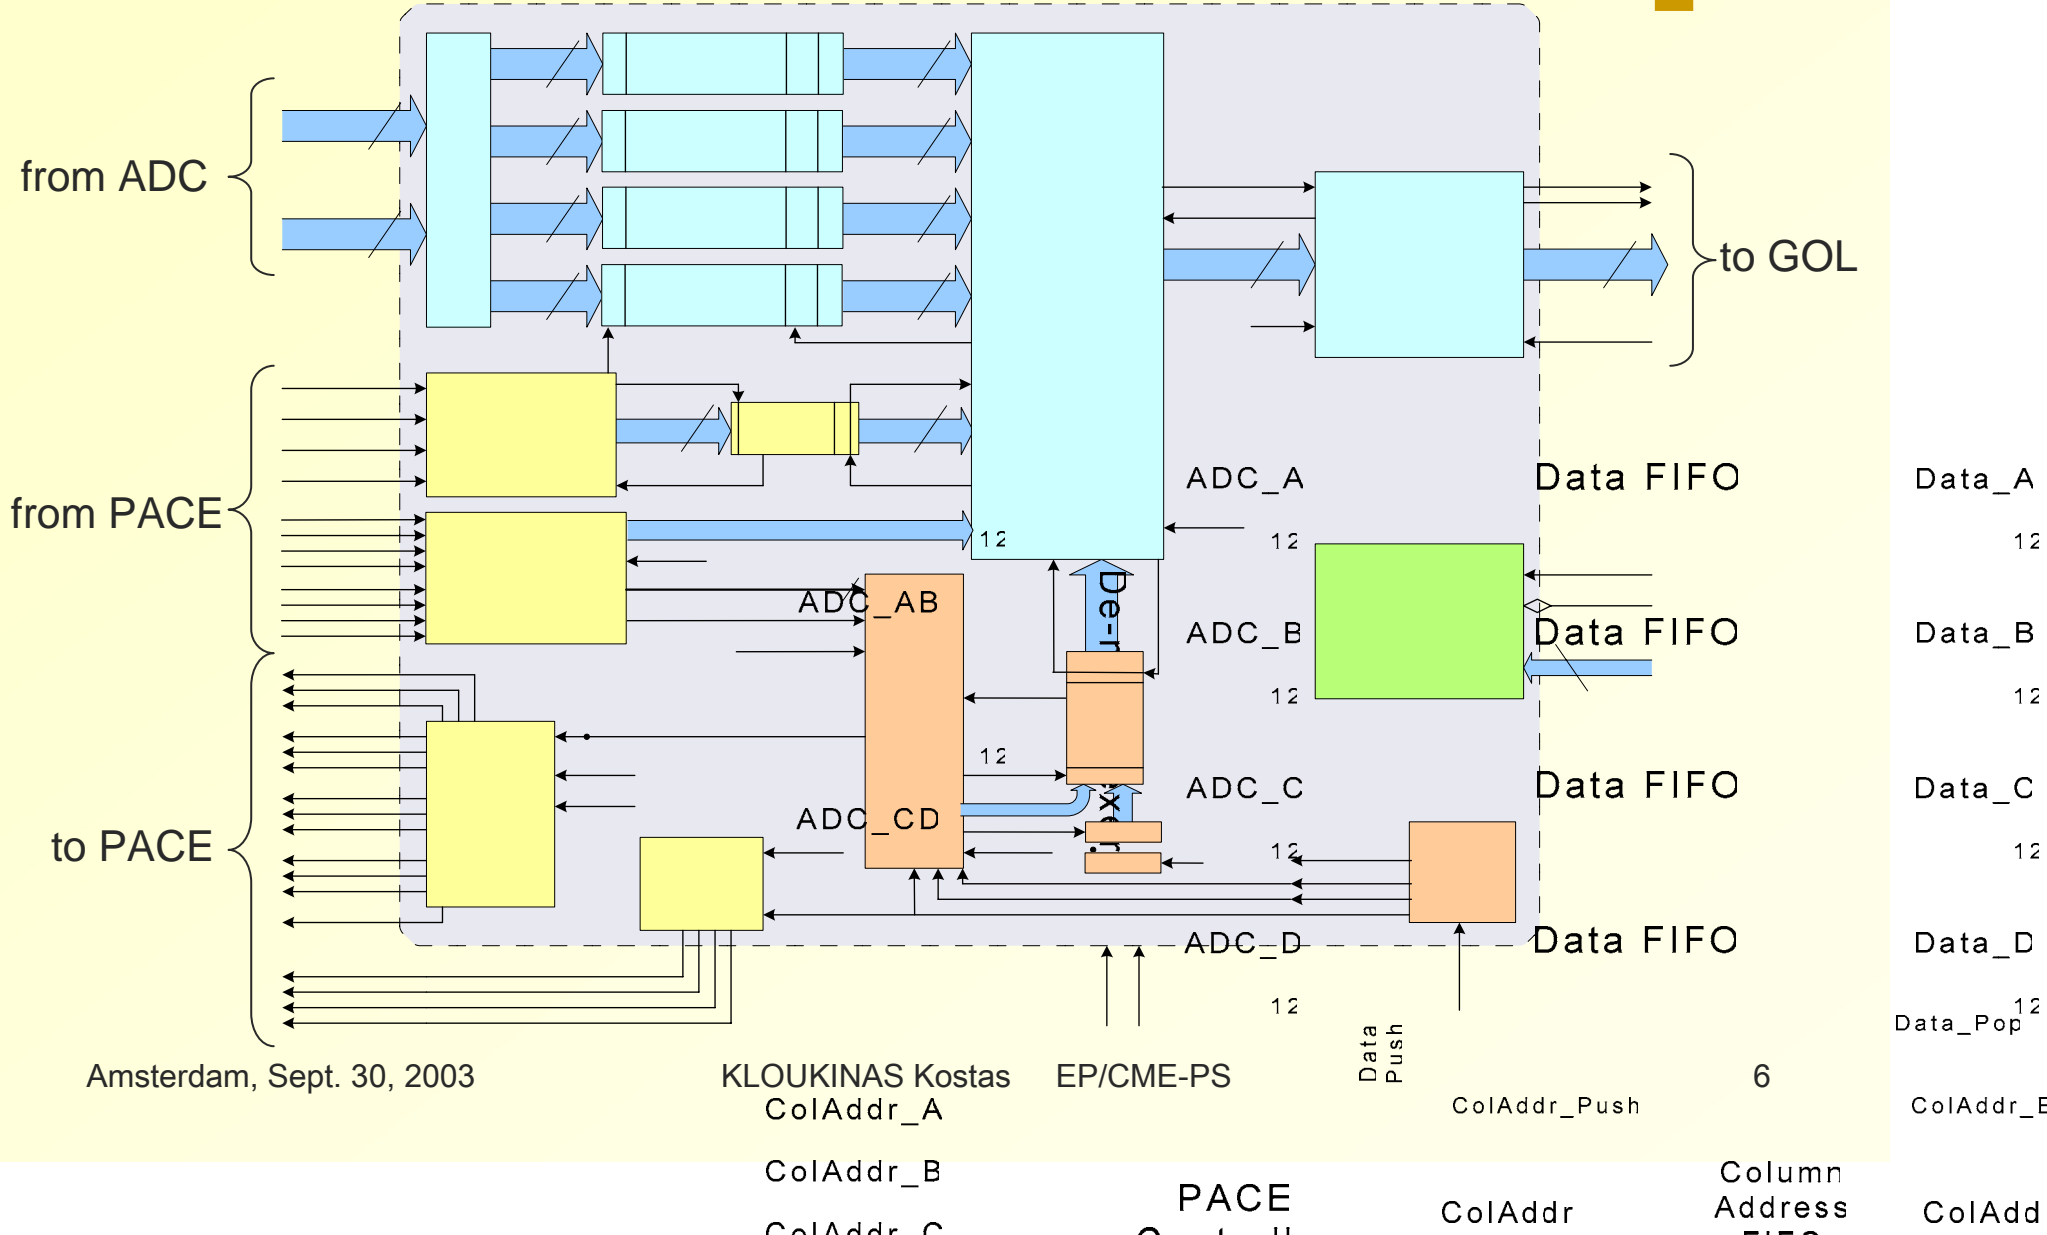 from ADC
to GOL
ADC_A
Data FIFO
Data_A
from PACE
12
12
12
ADC_AB
ADC_B
Data FIFO
Data_B
12
12
12
to PACE
ADC_CD
ADC_C
Data FIFO
Data_C
12
12
ADC_D
Data FIFO
Data_D
12
12
Data
Push
Data_Pop
Amsterdam, Sept. 30, 2003
KLOUKINAS Kostas
EP/CME-PS
6
ColAddr_A
ColAddr_Push
ColAddr_B
PACE
ColAddr
Column
Address
ColAdd